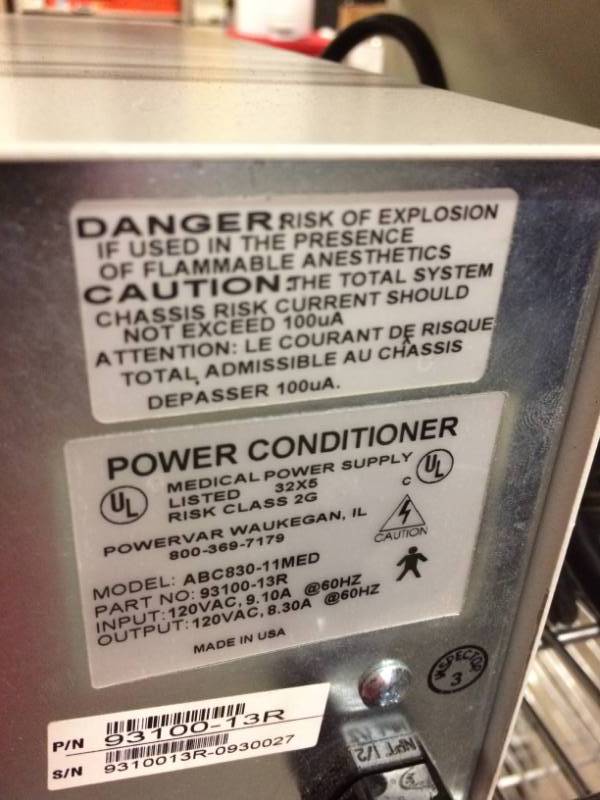 DANGER:RISK OF EXPLOSION
IF USED IN THE PRESENCE
OF FLAMMABLE ANESTHETICS
CAUTION:THE TOTAL SYSTEM
CHASSIS RISK CURRENT SHOULD
NOT EXCEED 100uA
ATTENTION: LE COURANT DE RISQUE
TOTAL ADMISSIBLE AU CHASSIS
DEPASSER 100uA.
POWER CONDITIONER
UL
MEDICAL POWER SUPPLY
LISTED 32X5
RISK CLASS 2G
C UL
POWERVAR WAUKEGAN, IL
800-369-7179
CAUTION
MODEL: ABC830-11MED
PART NO: 93100-13R
INPUT:120VAC, 9.10A @60HZ
OUTPUT:120VAC, 8.30A @60HZ
MADE IN USA
INSPECTOR
3
P/N 93100-13R
S/N 9310013R-0930027
NPT 1/2